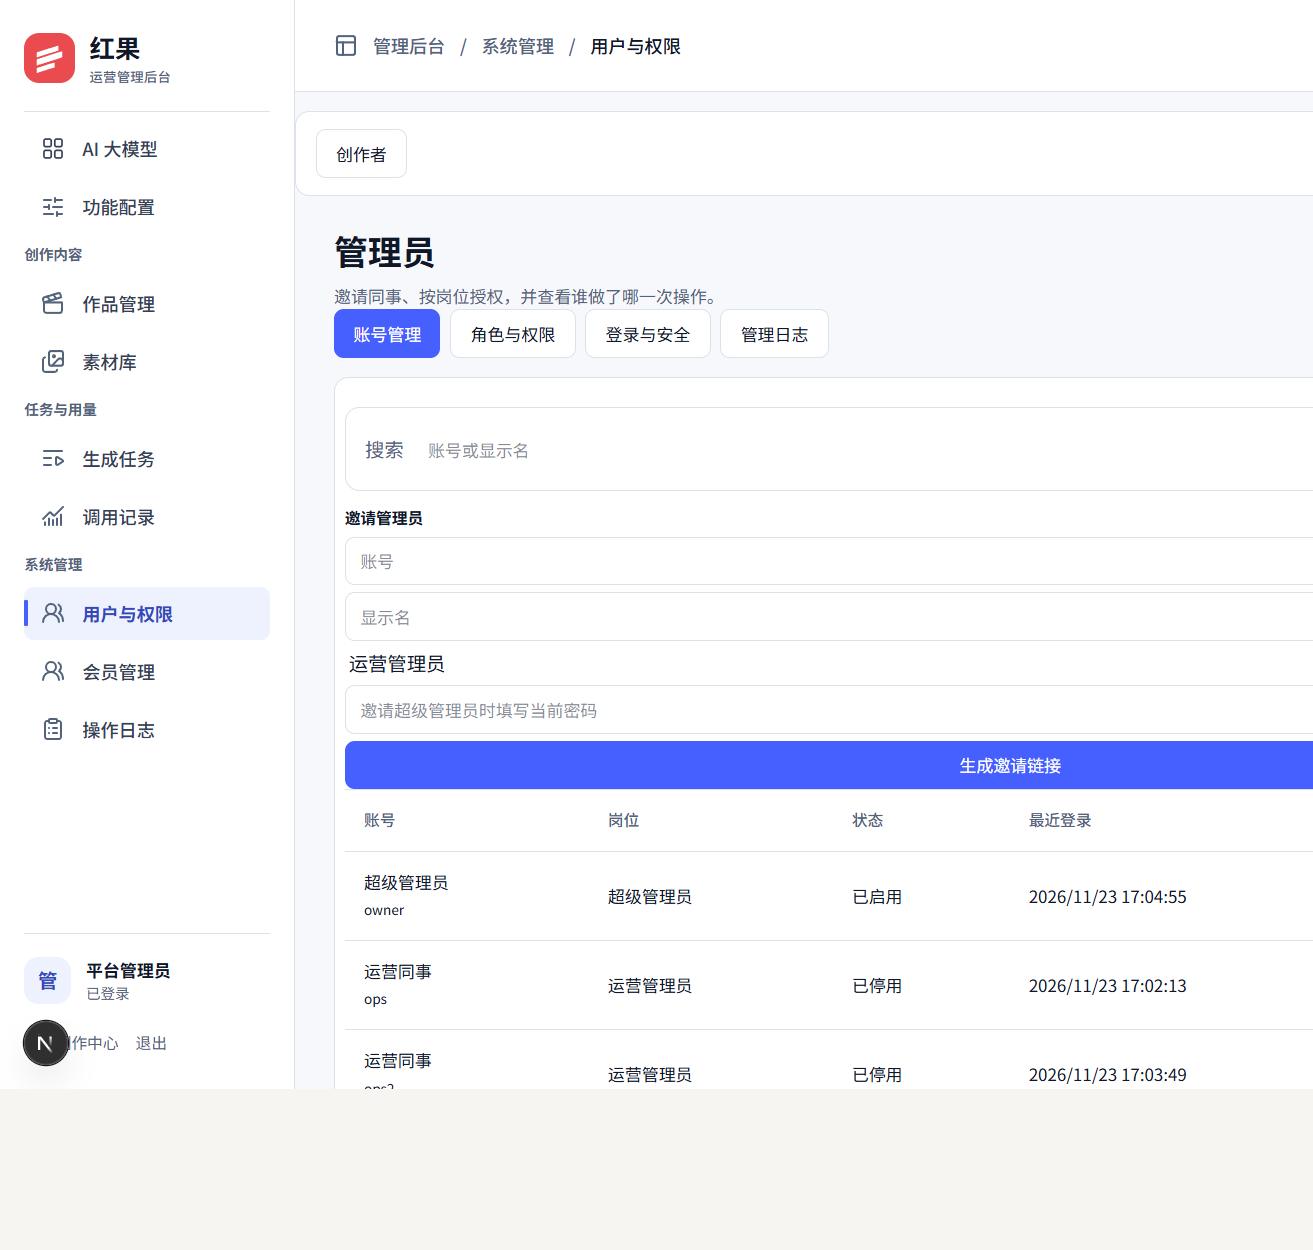 红果
运营管理后台
AI 大模型
功能配置
创作内容
作品管理
素材库
任务与用量
生成任务
调用记录
系统管理
用户与权限
会员管理
操作日志
管
平台管理员
已登录
N
作中心 退出
管理后台 / 系统管理 / 用户与权限
创作者
管理员
邀请同事、按岗位授权，并查看谁做了哪一次操作。
账号管理 角色与权限 登录与安全 管理日志
搜索 账号或显示名
邀请管理员
账号
显示名
运营管理员
邀请超级管理员时填写当前密码
生成邀请链接
账号 岗位 状态 最近登录
超级管理员
owner
超级管理员 已启用 2026/11/23 17:04:55
运营同事
ops
运营管理员 已停用 2026/11/23 17:02:13
运营同事
ops2
运营管理员 已停用 2026/11/23 17:03:49